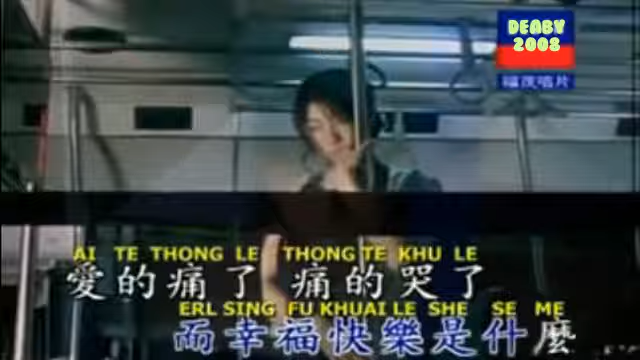 DEABY
2008
福茂唱片
AI TE THONG LE THONG TE KHU LE
愛的痛了 痛的哭了
ERL SING FU KHUAI LE SHE SE ME
而幸福快樂是什麼